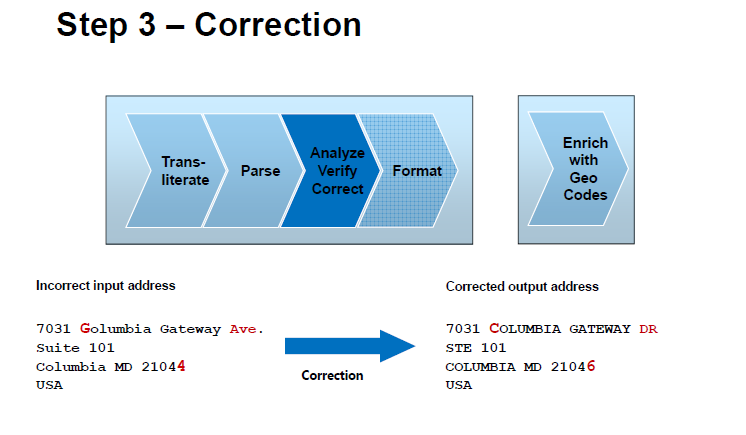 Step 3 – Correction
Trans-
literate
Parse
Analyze
Verify
Correct
Format
Enrich
with
Geo
Codes
Incorrect input address
7031 Golumbia Gateway Ave.
Suite 101
Columbia MD 21044
USA
Correction
Corrected output address
7031 COLUMBIA GATEWAY DR
STE 101
COLUMBIA MD 21046
USA